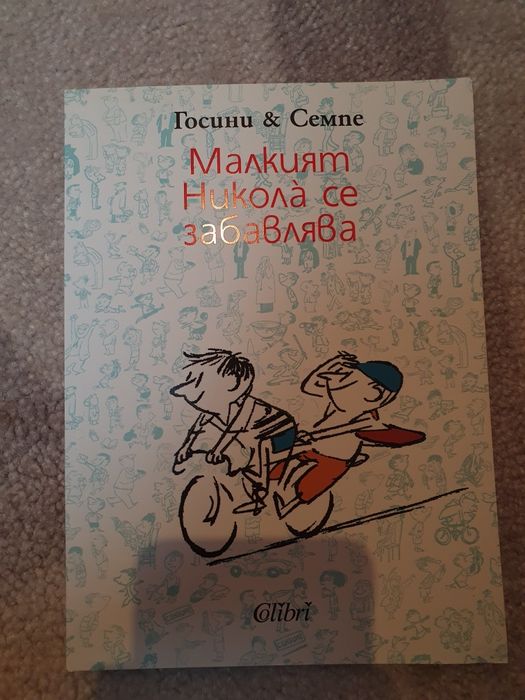 Госини & Семпе
Малкият
Никола̀ се
забавлява
Colibri